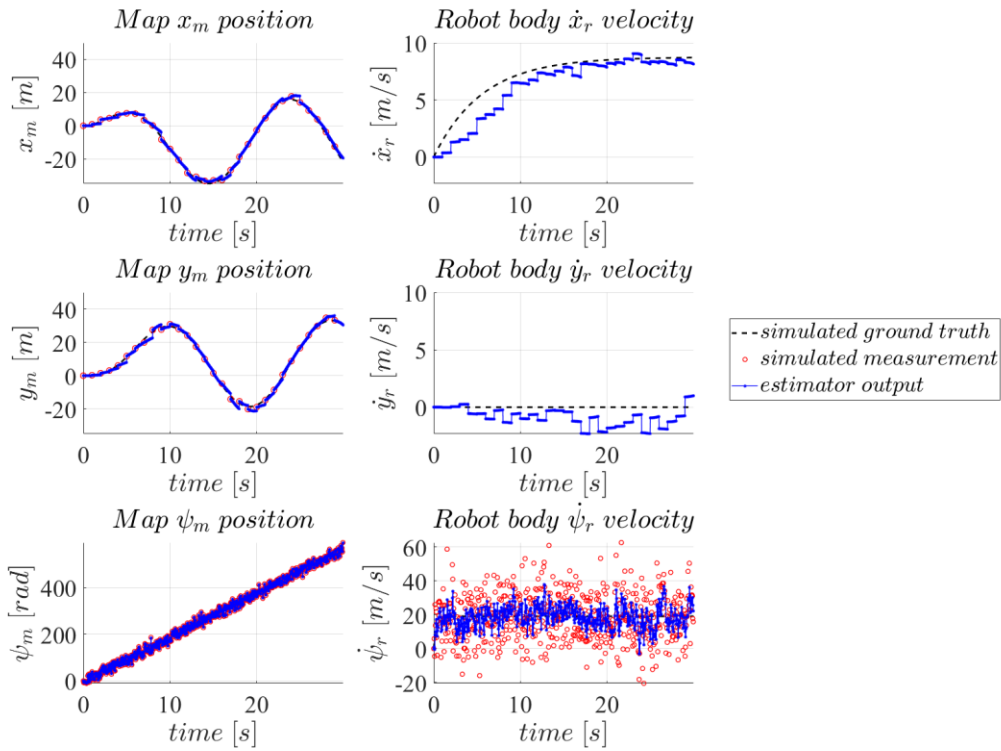 Map x_m position
Robot body ẋ_r velocity
40
20
0
-20
x_m [m]
0
10
20
time [s]
10
5
0
ẋ_r [m/s]
0
10
20
time [s]
Map y_m position
Robot body ẏ_r velocity
40
20
0
-20
y_m [m]
0
10
20
time [s]
10
5
0
ẏ_r [m/s]
0
10
20
time [s]
simulated ground truth
simulated measurement
estimator output
Map ψ_m position
Robot body ψ̇_r velocity
400
200
0
ψ_m [rad]
0
10
20
time [s]
60
40
20
0
-20
ψ̇_r [m/s]
0
10
20
time [s]